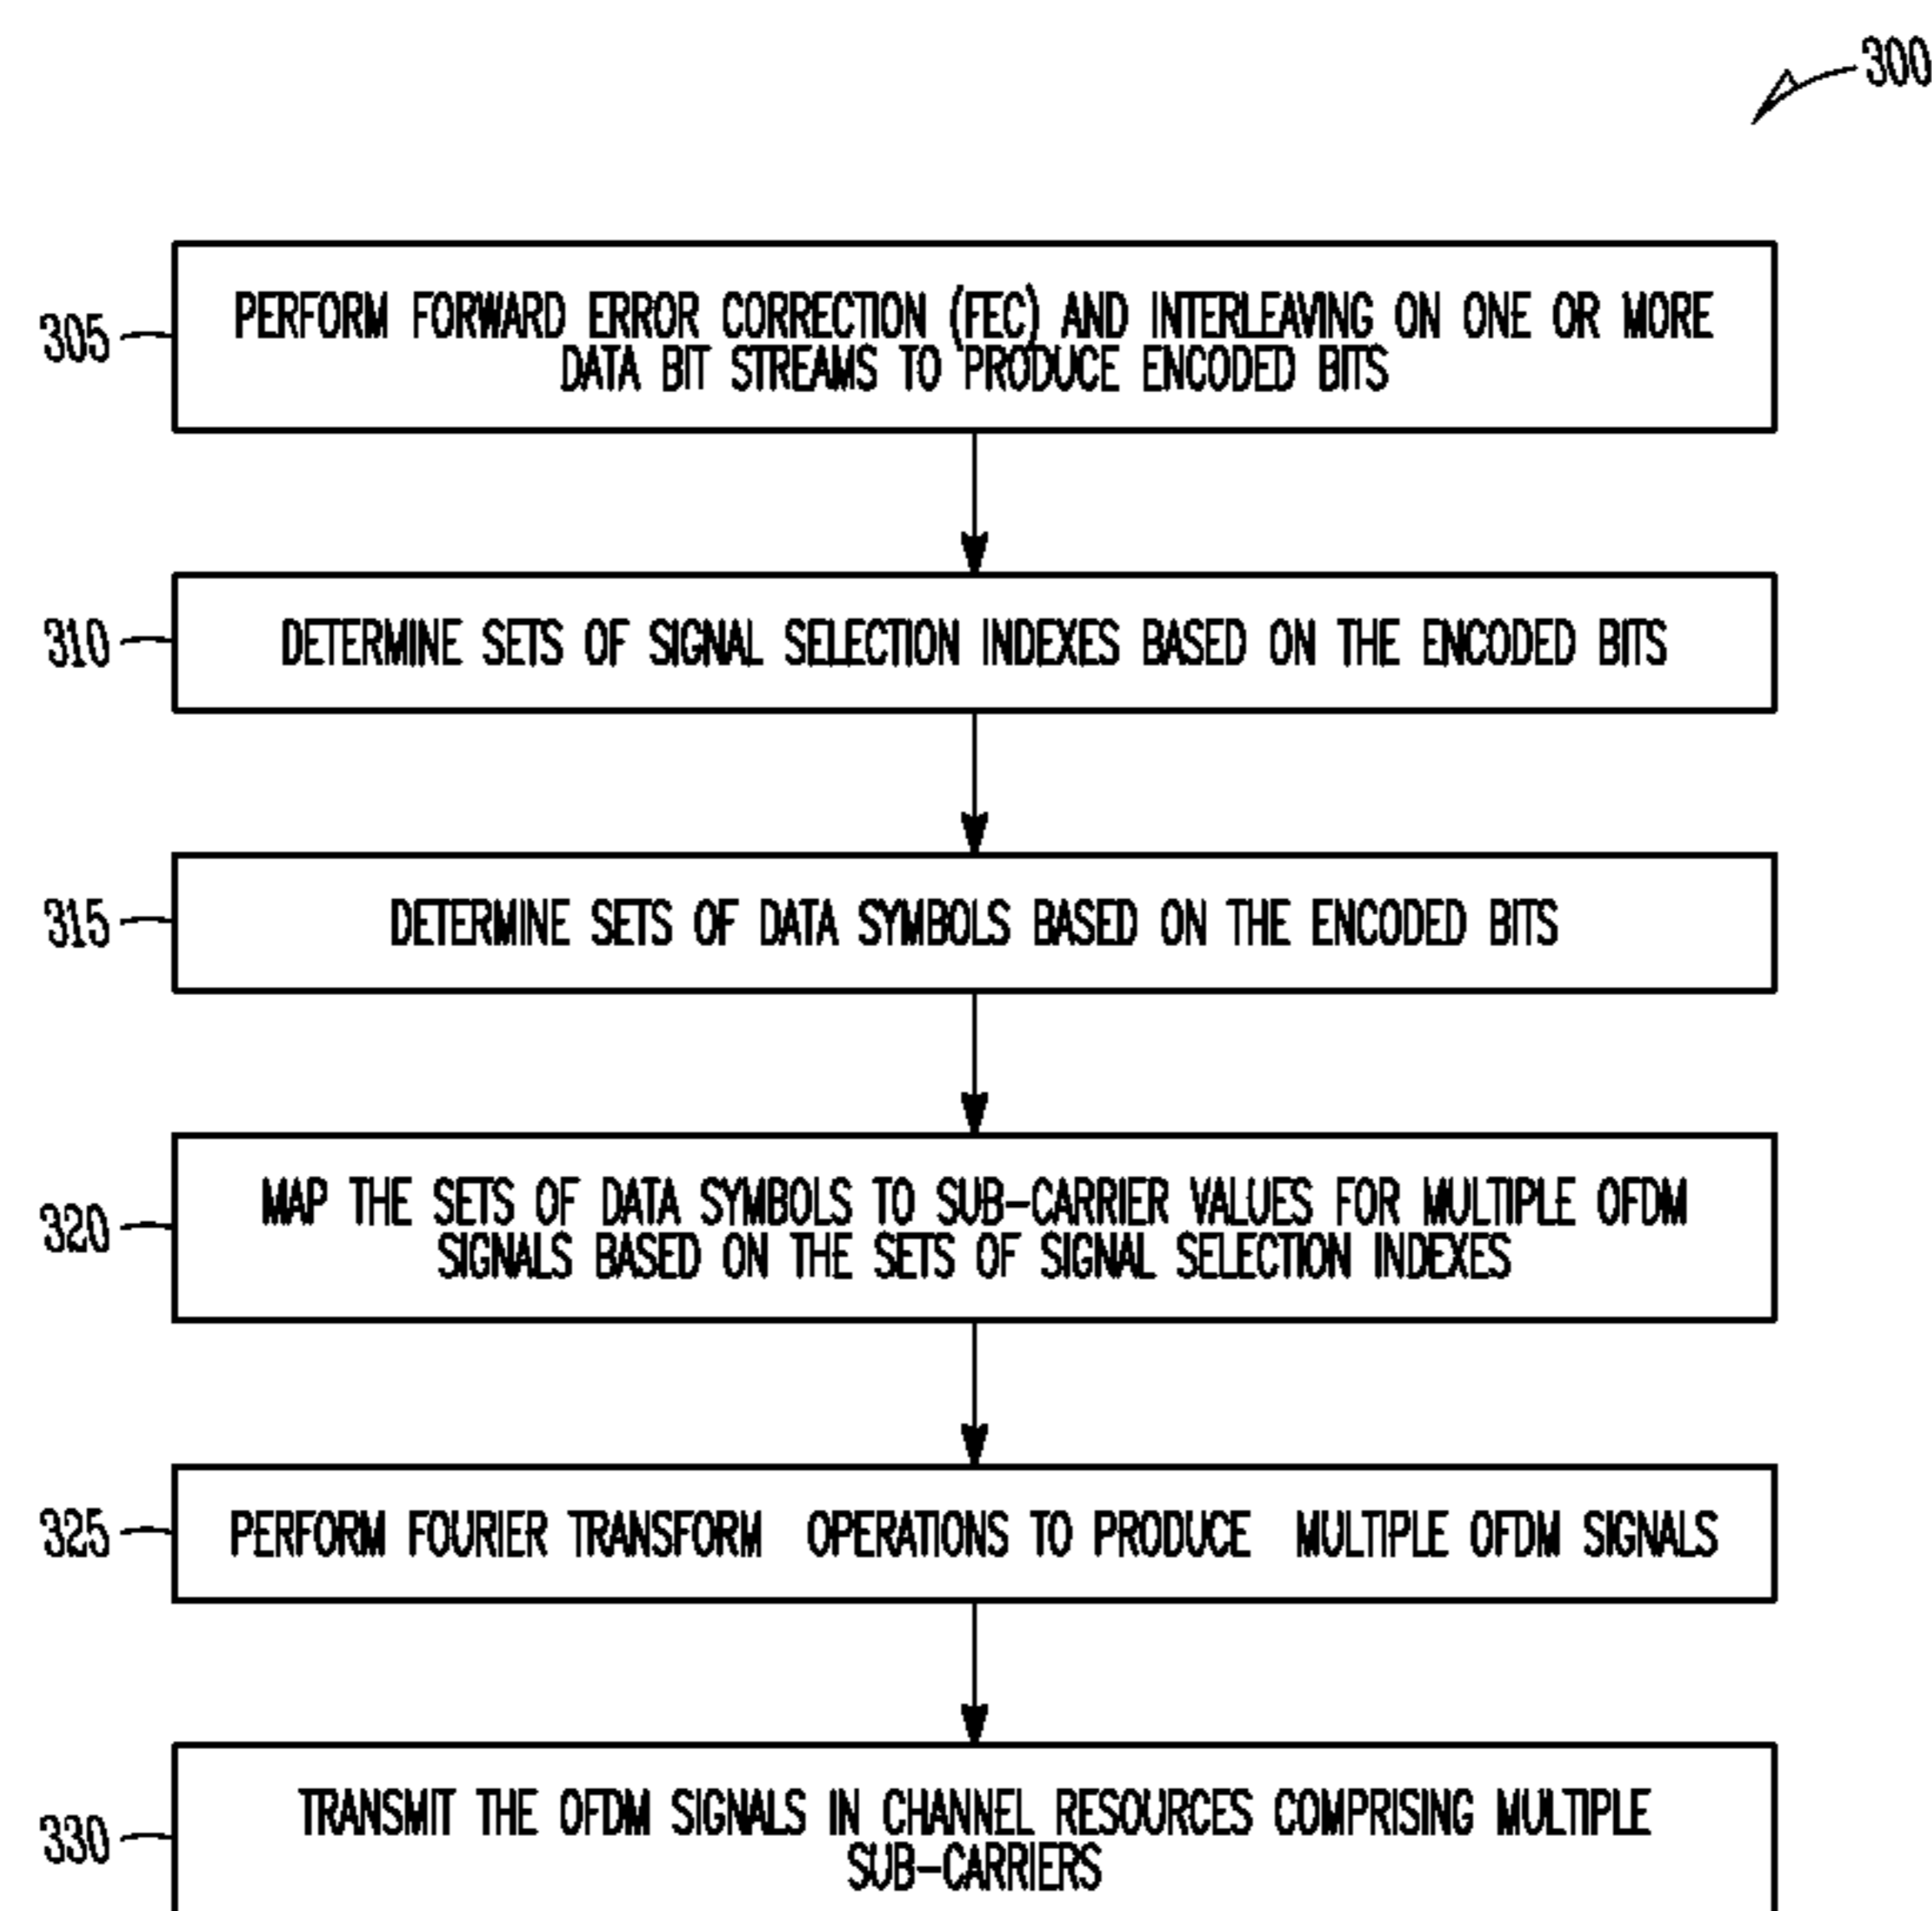 300
305
PERFORM FORWARD ERROR CORRECTION (FEC) AND INTERLEAVING ON ONE OR MORE
DATA BIT STREAMS TO PRODUCE ENCODED BITS
310
DETERMINE SETS OF SIGNAL SELECTION INDEXES BASED ON THE ENCODED BITS
315
DETERMINE SETS OF DATA SYMBOLS BASED ON THE ENCODED BITS
320
MAP THE SETS OF DATA SYMBOLS TO SUB-CARRIER VALUES FOR MULTIPLE OFDM
SIGNALS BASED ON THE SETS OF SIGNAL SELECTION INDEXES
325
PERFORM FOURIER TRANSFORM OPERATIONS TO PRODUCE MULTIPLE OFDM SIGNALS
330
TRANSMIT THE OFDM SIGNALS IN CHANNEL RESOURCES COMPRISING MULTIPLE
SUB-CARRIERS